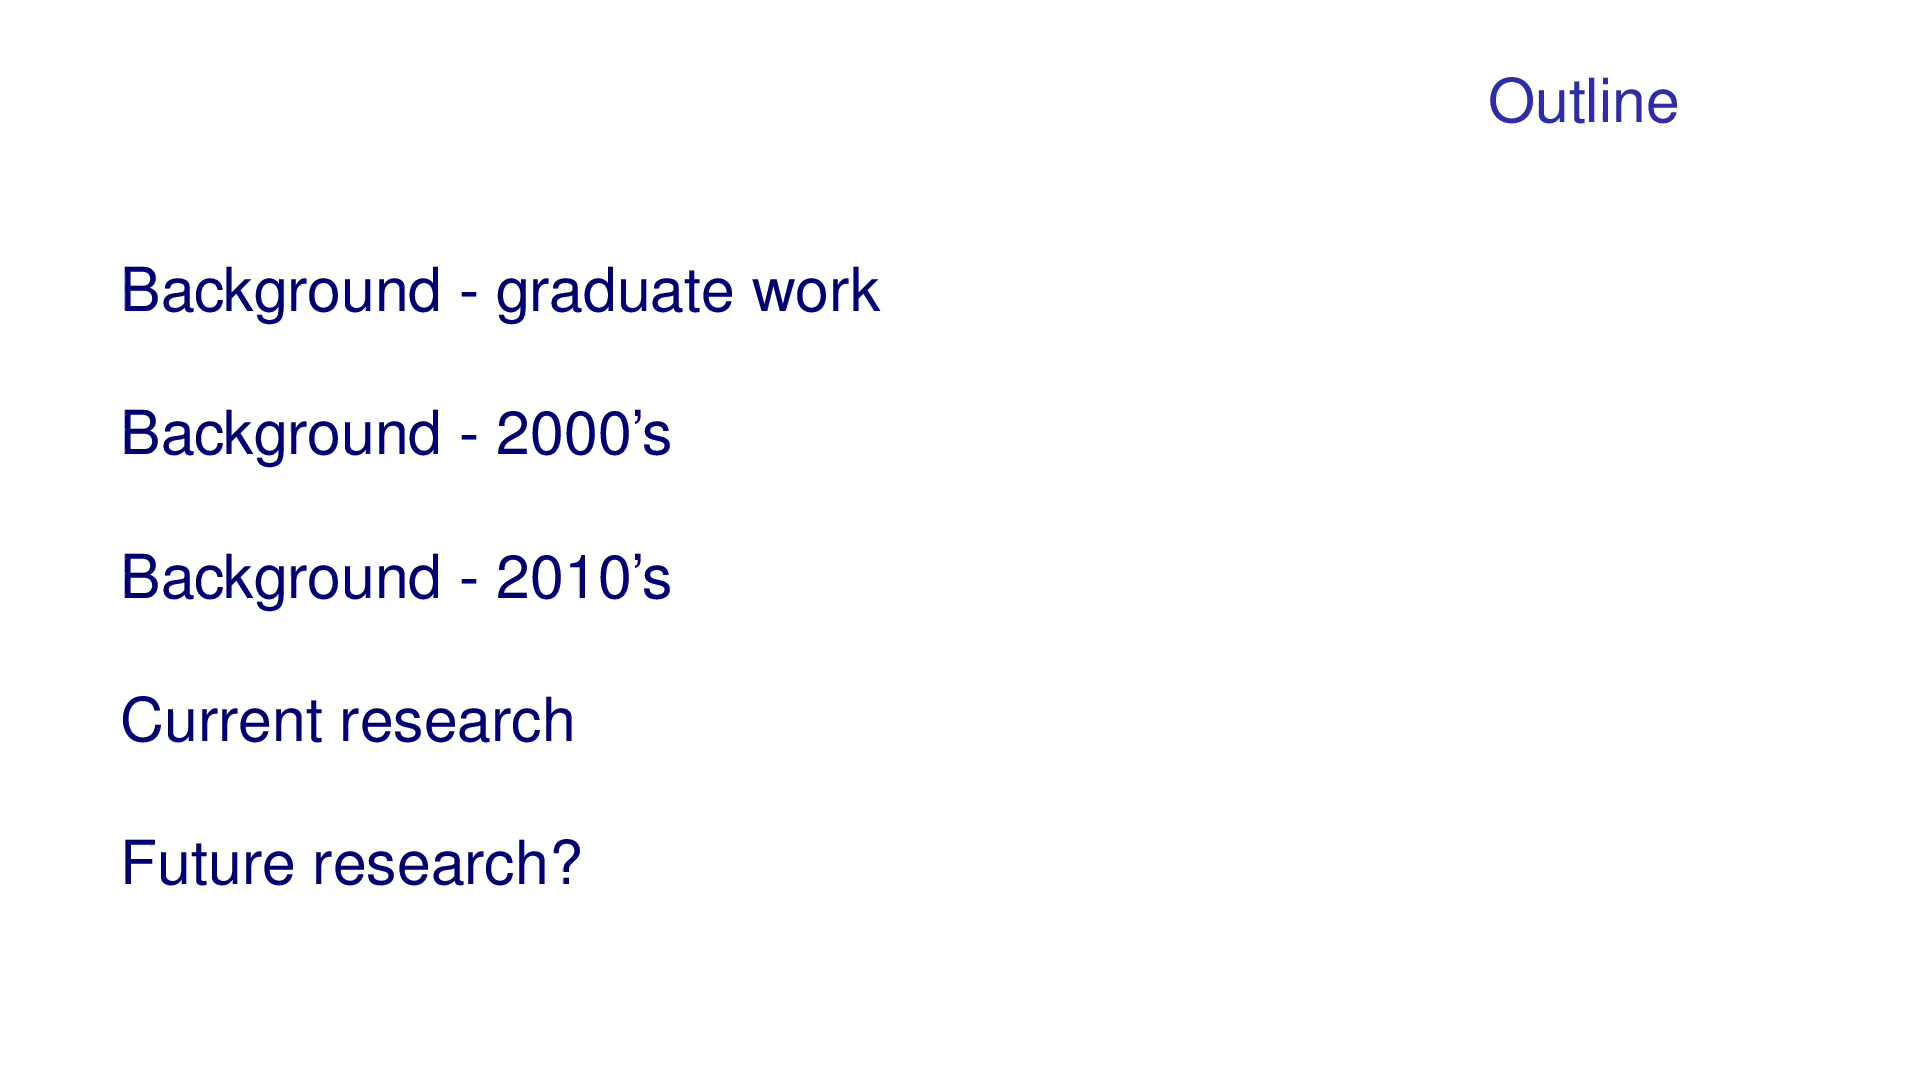 Outline
Background - graduate work
Background - 2000’s
Background - 2010’s
Current research
Future research?